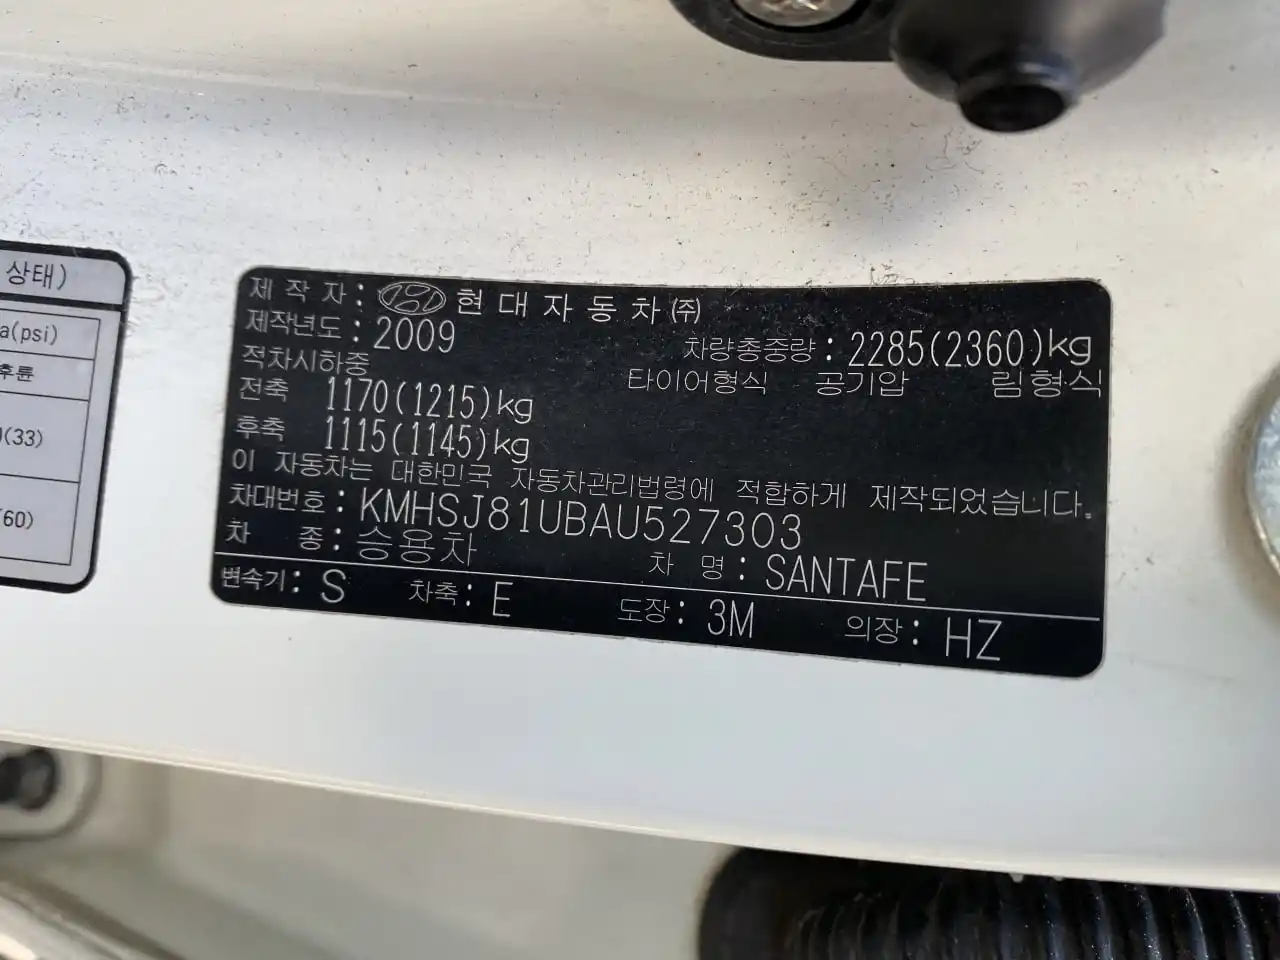 상태)
a(psi)
후륜
)(33)
(60)
제 작 자 : 현 대 자 동 차 ㈜
제작년도 : 2009
차량총중량 : 2285(2360)kg
적차시하중
타이어형식 공기압 림형식
전축 1170(1215)kg
후축 1115(1145)kg
이 자동차는 대한민국 자동차관리법령에 적합하게 제작되었습니다.
차대번호 : KMHSJ81UBAU527303
차 종 : 승용차 차 명 : SANTAFE
변속기 : S 차축 : E 도장 : 3M 의장 : HZ